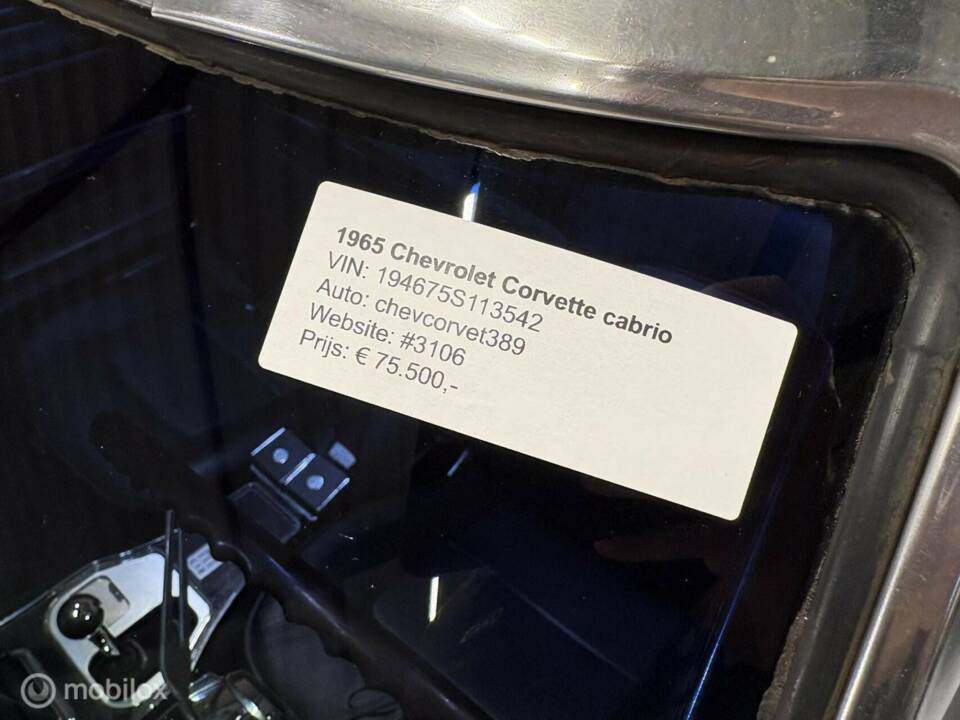 1965 Chevrolet Corvette cabrio
VIN: 194675S113542
Auto: chevcorvet389
Website: #3106
Prijs: € 75.500,-
mobilox